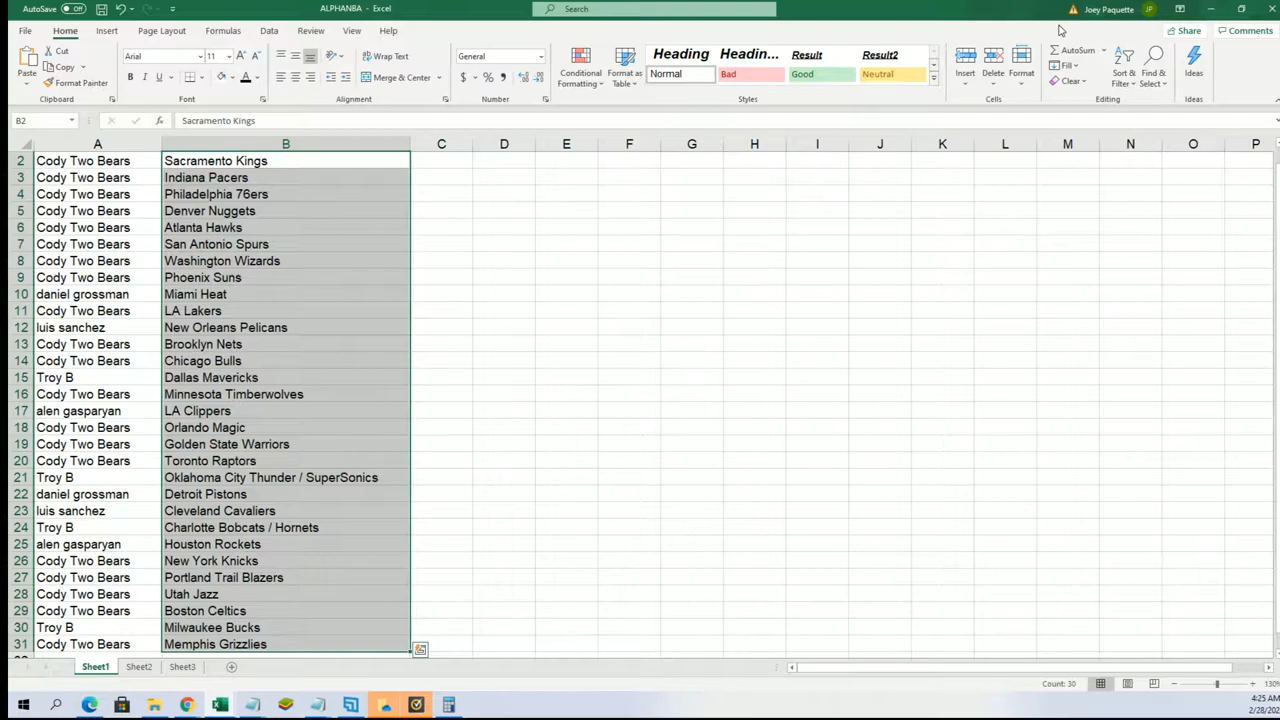 AutoSave Off ALPHANBA - Excel Search Joey Paquette JP
File Home Insert Page Layout Formulas Data Review View Help Share Comments
Paste Cut Copy Format Painter Clipboard
Arial 11 B I U A A A Font
Wrap Text Merge & Center Alignment
General $ % 9 Number
Conditional Formatting Format as Table Heading Headin... Result Result2 Normal Bad Good Neutral Styles
Insert Delete Format Cells
AutoSum Fill Clear Sort & Filter Find & Select Editing
Ideas Ideas
B2 fx Sacramento Kings
A B C D E F G H I J K L M N O P
2 Cody Two Bears Sacramento Kings
3 Cody Two Bears Indiana Pacers
4 Cody Two Bears Philadelphia 76ers
5 Cody Two Bears Denver Nuggets
6 Cody Two Bears Atlanta Hawks
7 Cody Two Bears San Antonio Spurs
8 Cody Two Bears Washington Wizards
9 Cody Two Bears Phoenix Suns
10 daniel grossman Miami Heat
11 Cody Two Bears LA Lakers
12 luis sanchez New Orleans Pelicans
13 Cody Two Bears Brooklyn Nets
14 Cody Two Bears Chicago Bulls
15 Troy B Dallas Mavericks
16 Cody Two Bears Minnesota Timberwolves
17 alen gasparyan LA Clippers
18 Cody Two Bears Orlando Magic
19 Cody Two Bears Golden State Warriors
20 Cody Two Bears Toronto Raptors
21 Troy B Oklahoma City Thunder / SuperSonics
22 daniel grossman Detroit Pistons
23 luis sanchez Cleveland Cavaliers
24 Troy B Charlotte Bobcats / Hornets
25 alen gasparyan Houston Rockets
26 Cody Two Bears New York Knicks
27 Cody Two Bears Portland Trail Blazers
28 Cody Two Bears Utah Jazz
29 Cody Two Bears Boston Celtics
30 Troy B Milwaukee Bucks
31 Cody Two Bears Memphis Grizzlies
Sheet1 Sheet2 Sheet3
Count: 30 130%
4:25 AM
2/28/202